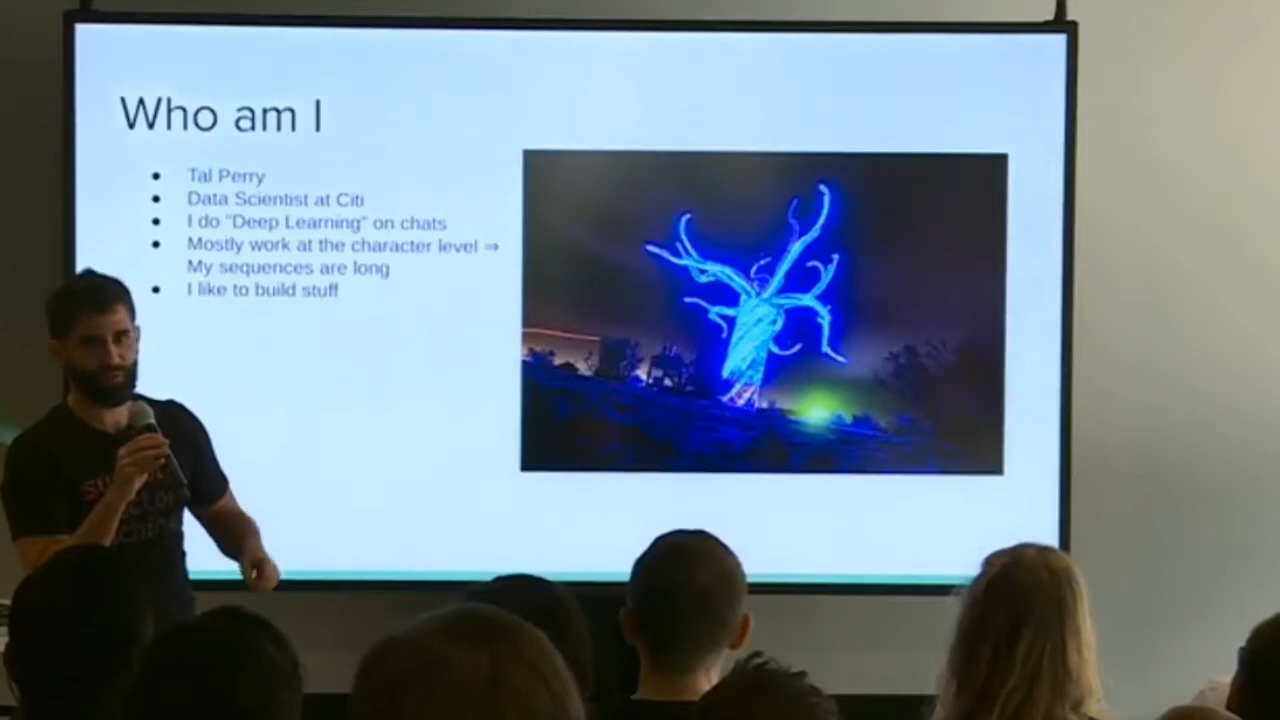 Who am I
Tal Perry
Data Scientist at Citi
I do "Deep Learning" on chats
Mostly work at the character level ⇒
My sequences are long
I like to build stuff